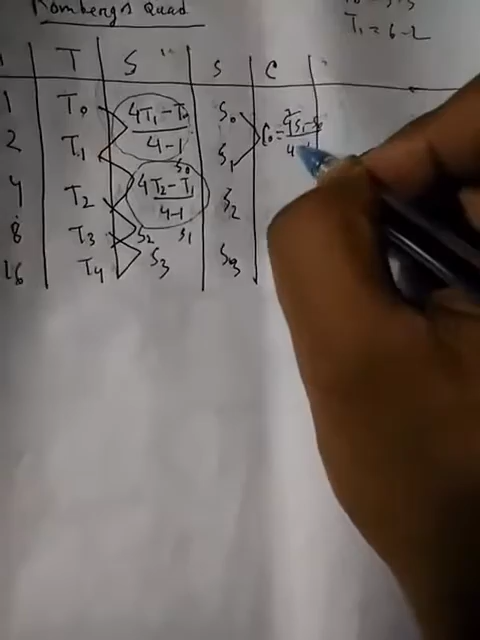 Romberg's Quad
T₁ = 6-2
T S S C
1 T₀ 4T₁ - T₀ / 4-1 S₀ C₀ =
2 T₁ S₀ S₁
4 T₂ 4T₂ - T₁ / 4-1 S₂
8 T₃ S₂ S₁
16 T₄ S₃ S₃